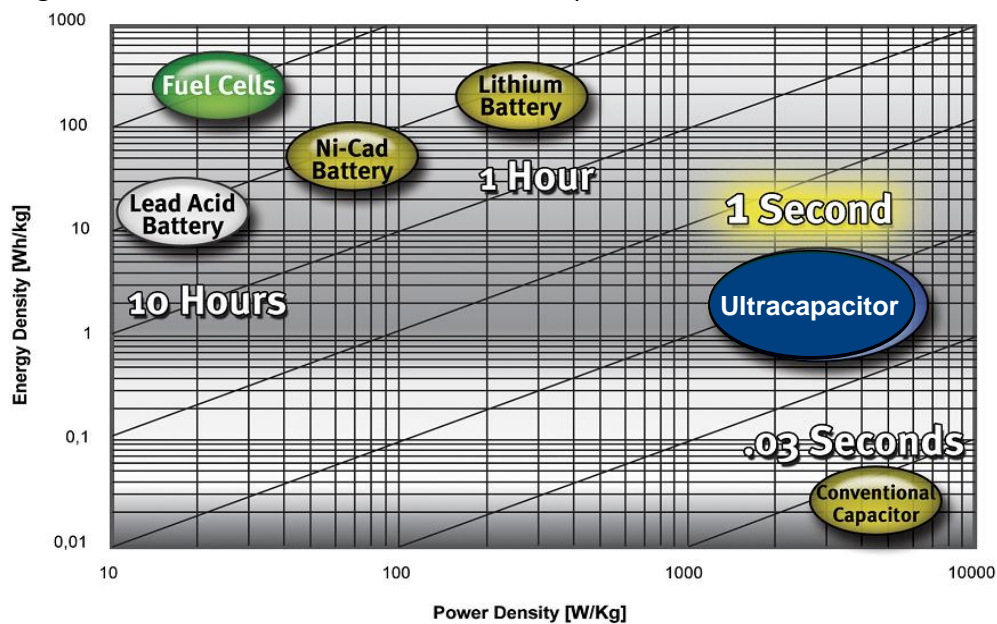 1000
Fuel Cells
Lithium
Battery
100
Ni-Cad
Battery
1 Hour
Lead Acid
Battery
1 Second
10
10 Hours
Ultracapacitor
1
0,1
.03 Seconds
Conventional
Capacitor
0,01
10
100
1000
10000
Energy Density [Wh/kg]
Power Density [W/Kg]